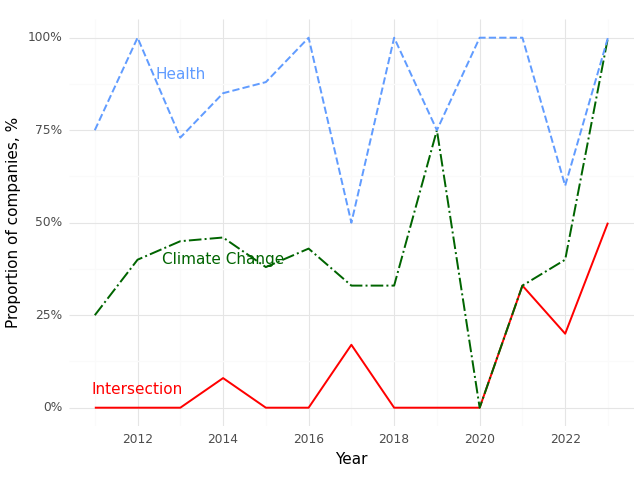 100%
Health
75%
Proportion of companies, %
50%
Climate Change
25%
Intersection
0%
2012 2014 2016 2018 2020 2022
Year